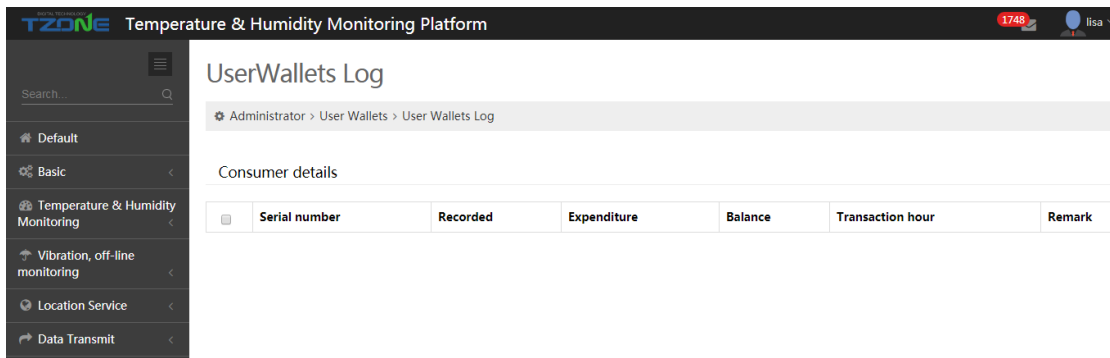 DIGITAL TECHNOLOGY
TZONE Temperature & Humidity Monitoring Platform 1748 lisa
Search...
UserWallets Log
Administrator > User Wallets > User Wallets Log
Default
Basic
Consumer details
Temperature & Humidity
Monitoring
Serial number Recorded Expenditure Balance Transaction hour Remark
Vibration, off-line
monitoring
Location Service
Data Transmit